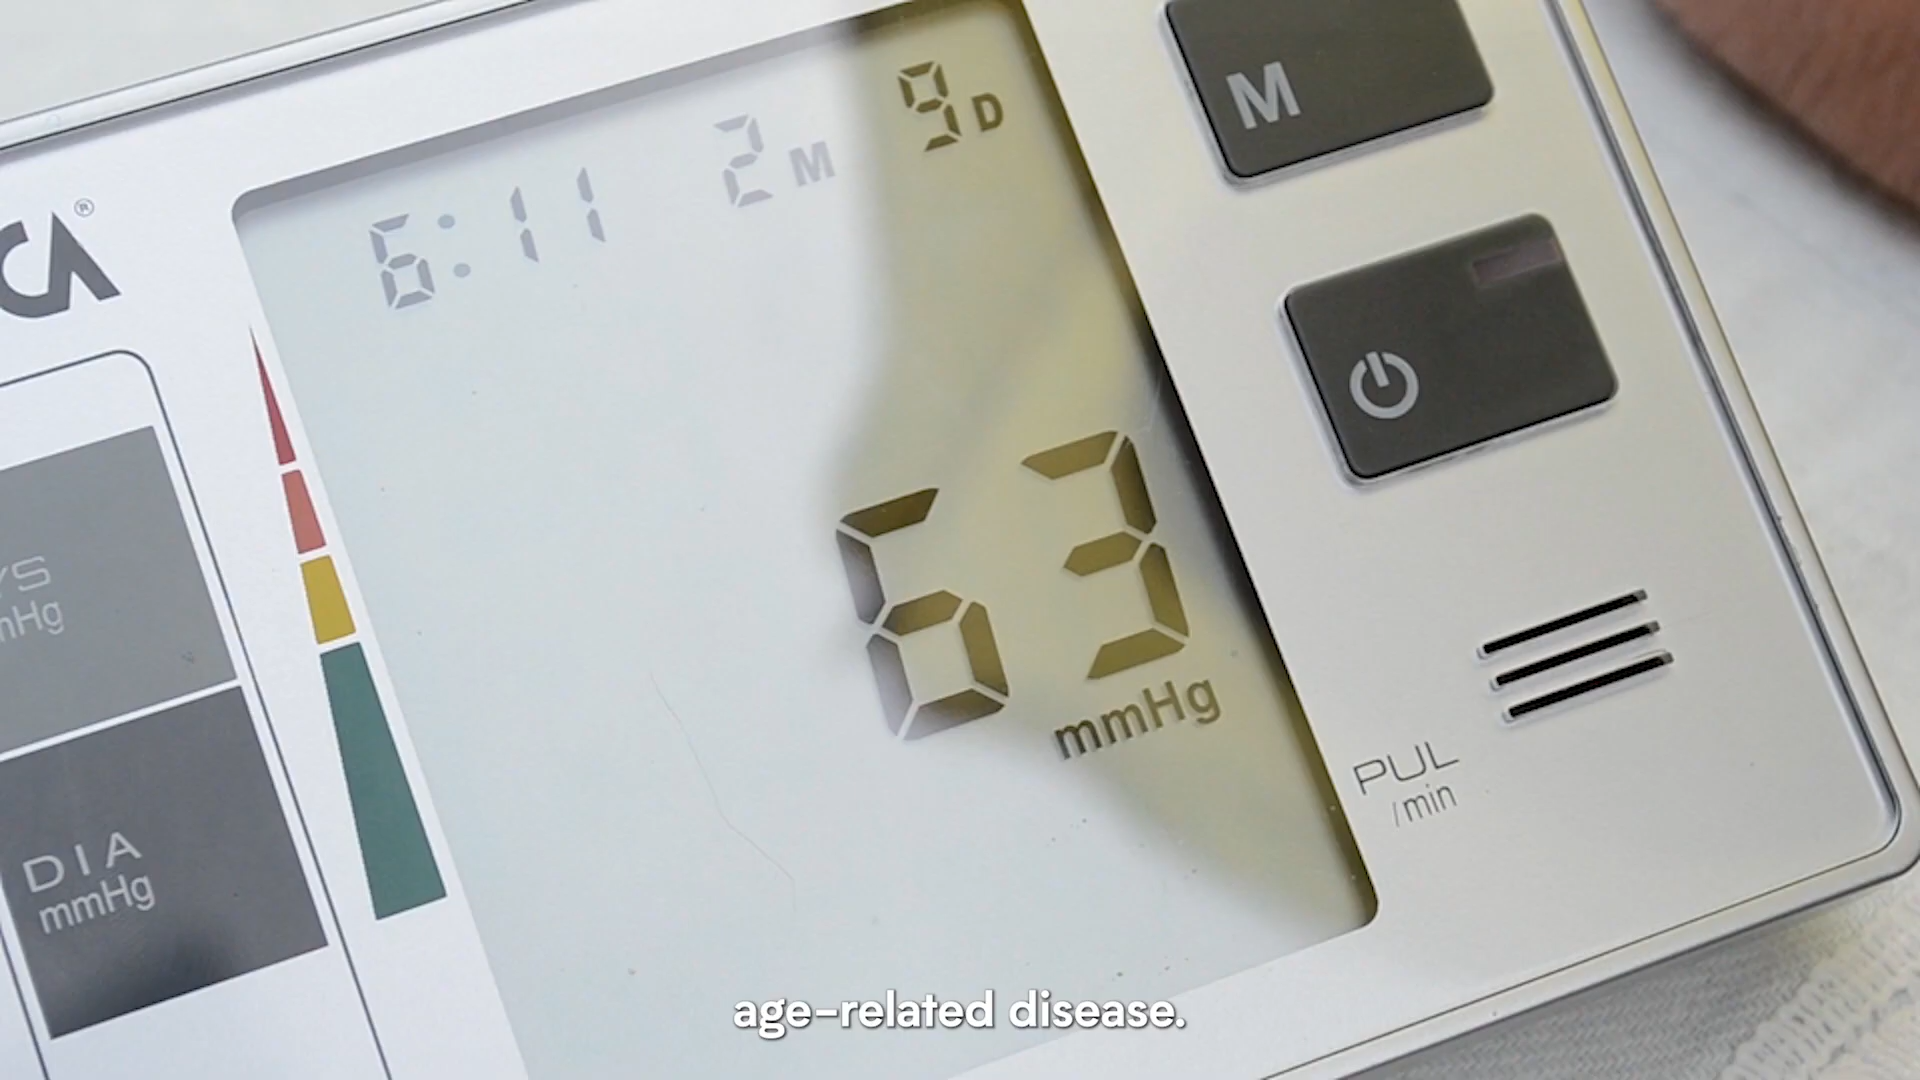 6:11 2M 9D
M
CA®
63
mmHg
YS
mHg
PUL
/min
DIA
mmHg
age-related disease.